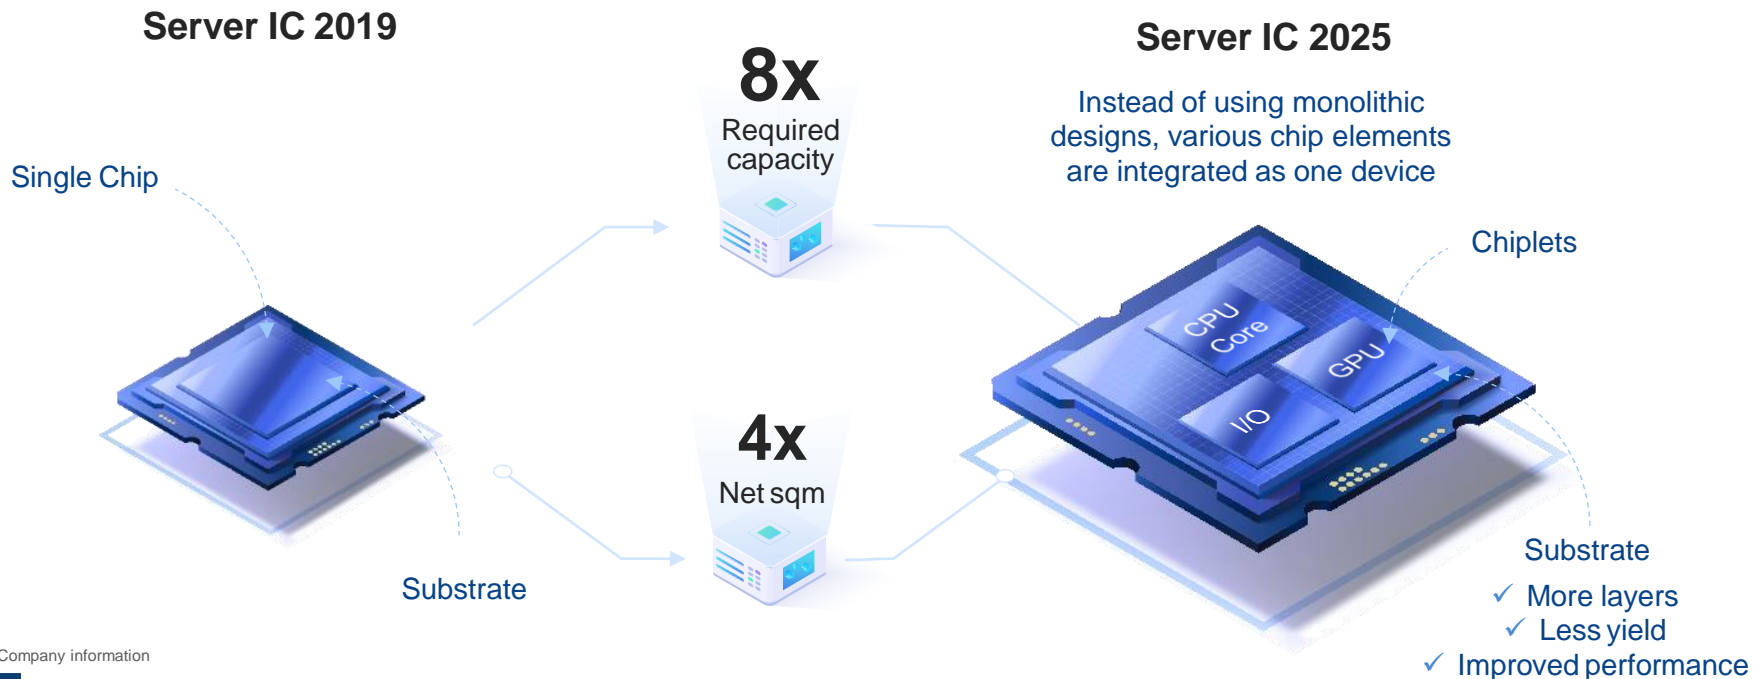 Server IC 2019
Single Chip
Substrate
8x
Required
capacity
4x
Net sqm
Server IC 2025
Instead of using monolithic
designs, various chip elements
are integrated as one device
Chiplets
CPU
Core
GPU
I/O
Substrate
✓ More layers
✓ Less yield
✓ Improved performance
Company information